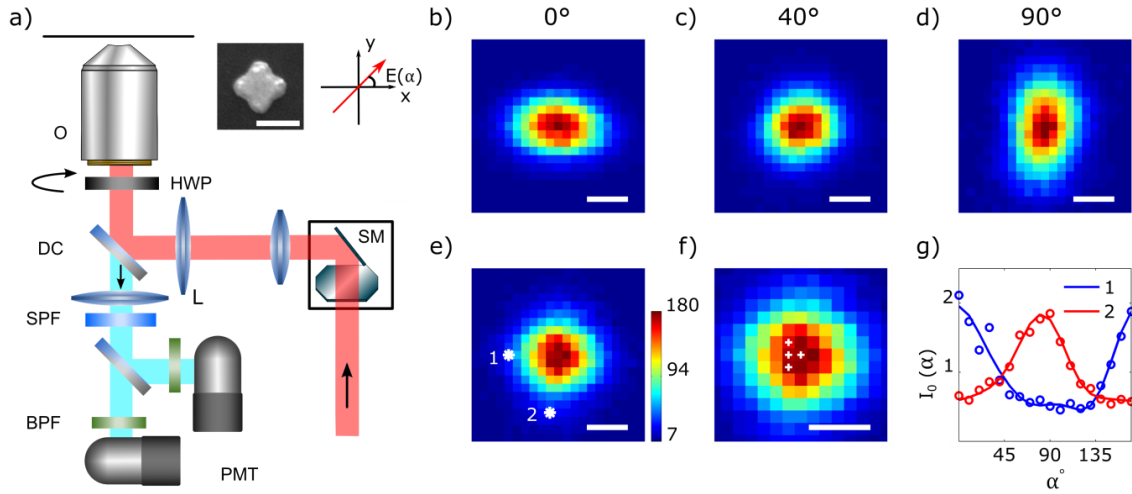 a)
O
HWP
DC
L
SPF
BPF
PMT
SM
y
E(α)
x
b)
0°
c)
40°
d)
90°
e)
1
2
180
94
7
f)
g)
2
1
1
2
I₀ (α)
45 90 135
α°